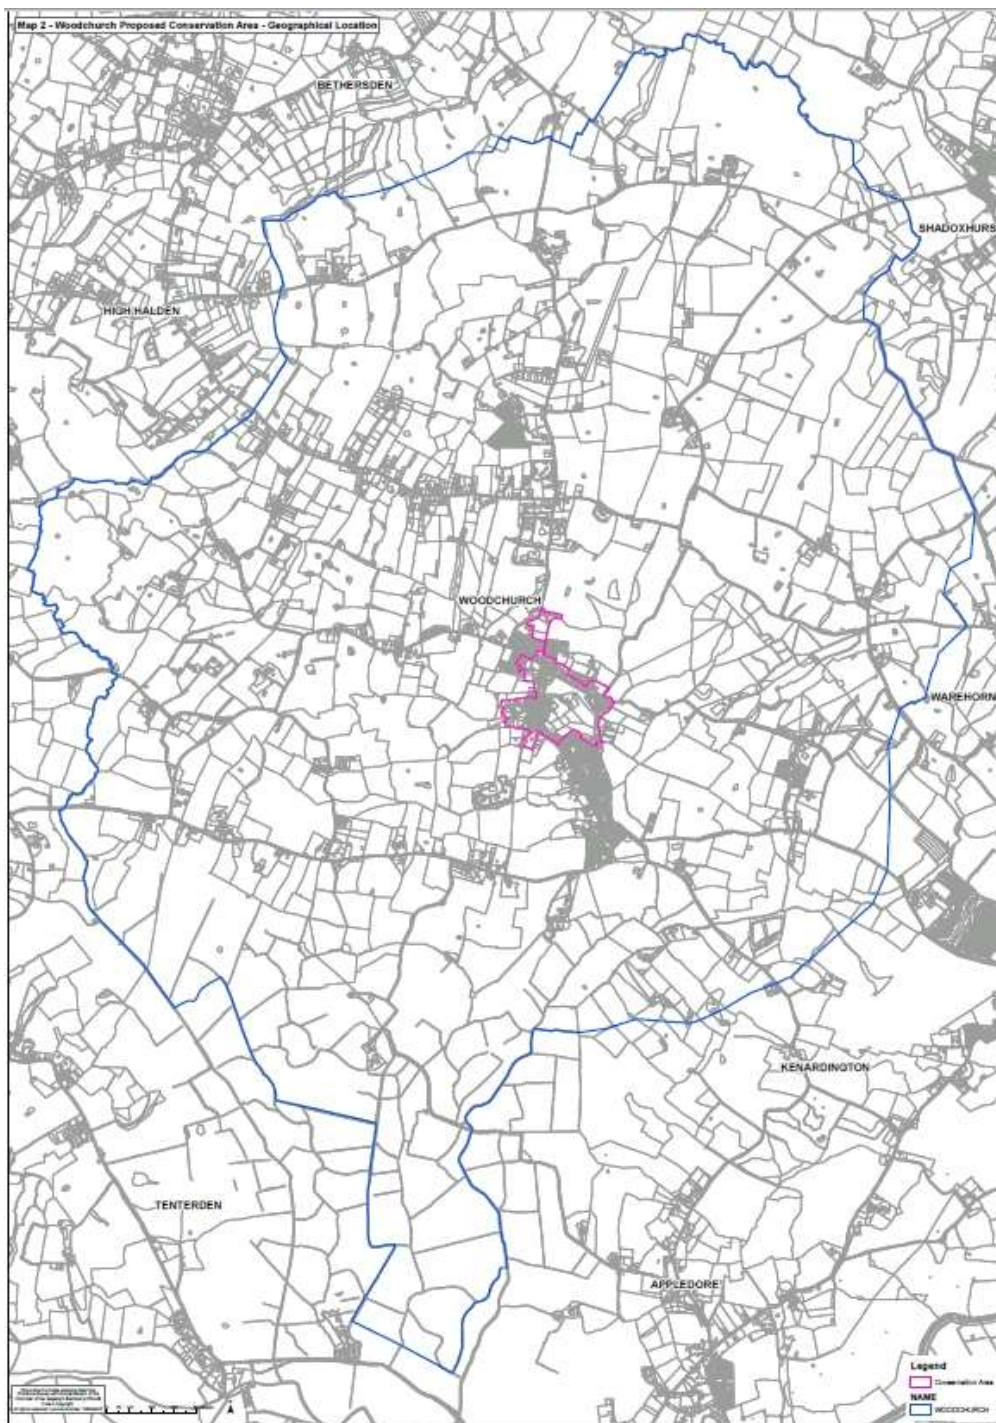 Map 2 - Woodchurch Proposed Conservation Area - Geographical Location
BETHERSDEN
SHADOXHURS
HIGH HALDEN
WOODCHURCH
WAREHORN
KENARDINGTON
TENTERDEN
APPLEDORE
Legend
Conservation Area
NAME
WOODCHURCH